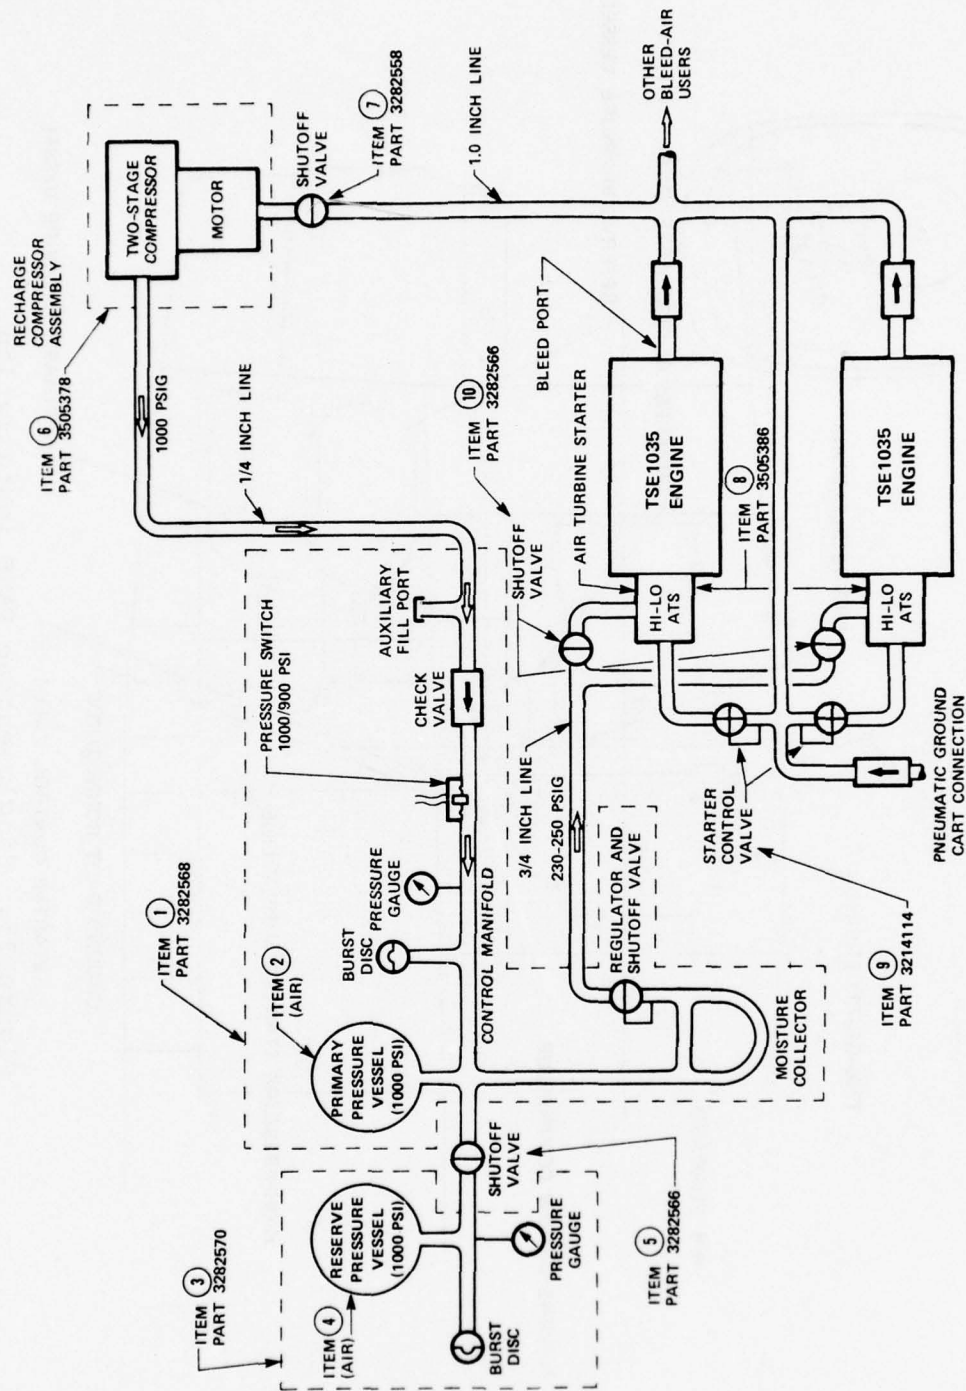 RECHARGE
COMPRESSOR
ASSEMBLY
ITEM 6
PART 3505378
TWO-STAGE
COMPRESSOR
MOTOR
SHUTOFF
VALVE
ITEM 7
PART 3282558
1.0 INCH LINE
OTHER
BLEED-AIR
USERS
1000 PSIG
1/4 INCH LINE
ITEM 10
PART 3282566
BLEED PORT
AIR TURBINE STARTER
SHUTOFF
VALVE
TSE1035
ENGINE
ITEM 8
PART 3505386
TSE1035
ENGINE
HI-LO
ATS
HI-LO
ATS
AUXILIARY
FILL PORT
PRESSURE SWITCH
1000/900 PSI
CHECK
VALVE
3/4 INCH LINE
230-250 PSIG
STARTER
CONTROL
VALVE
PNEUMATIC GROUND
CART CONNECTION
ITEM 9
PART 3214114
ITEM 1
PART 3282568
PRESSURE
GAUGE
BURST
DISC
ITEM 2
(AIR)
CONTROL MANIFOLD
REGULATOR AND
SHUTOFF VALVE
PRIMARY
PRESSURE
VESSEL
(1000 PSI)
MOISTURE
COLLECTOR
ITEM 3
PART 3282570
RESERVE
PRESSURE
VESSEL
(1000 PSI)
SHUTOFF
VALVE
PRESSURE
GAUGE
ITEM 5
PART 3282566
ITEM 4
(AIR)
BURST
DISC